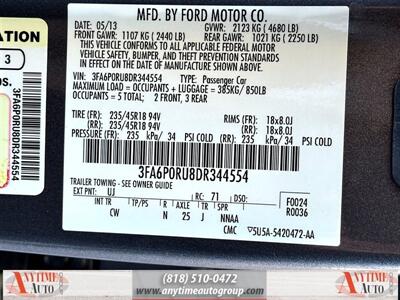 MFD. BY FORD MOTOR CO.
DATE: 05/13 GVWR: 2123 KG ( 4680 LB)
FRONT GAWR: 1107 KG ( 2440 LB) REAR GAWR: 1021 KG ( 2250 LB)
THIS VEHICLE CONFORMS TO ALL APPLICABLE FEDERAL MOTOR
VEHICLE SAFETY, BUMPER, AND THEFT PREVENTION STANDARDS
IN EFFECT ON THE DATE OF MANUFACTURE SHOWN ABOVE.
VIN: 3FA6P0RU8DR344554 TYPE: Passenger Car
MAXIMUM LOAD = OCCUPANTS + LUGGAGE = 385KG/850LB
OCCUPANTS = 5 TOTAL; 2 FRONT, 3 REAR
TIRE (FR) 235/45R18 94V RIMS (FR) 18x8.0J
(RR) 235/45R18 94V (RR) 18x8.0J
PRESSURE (FR) 235 kPa/ 34 PSI COLD (RR) 235 kPa/ 34 PSI COLD
3FA6P0RU8DR344554
TRAILER TOWING - SEE OWNER GUIDE
EXT PNT: UJ RC: 71 DSO: F0024
R0036
INT TR TP/PS R AXLE TR SPR
CW N 25 J NNAA
CMC 5U5A-5420472-AA
3
DS.
3FA6P0RU8DR344554
ANYTIME
AUTO
(818) 510-0472
www.anytimeautogroup.com
ANYTIME
AUTO